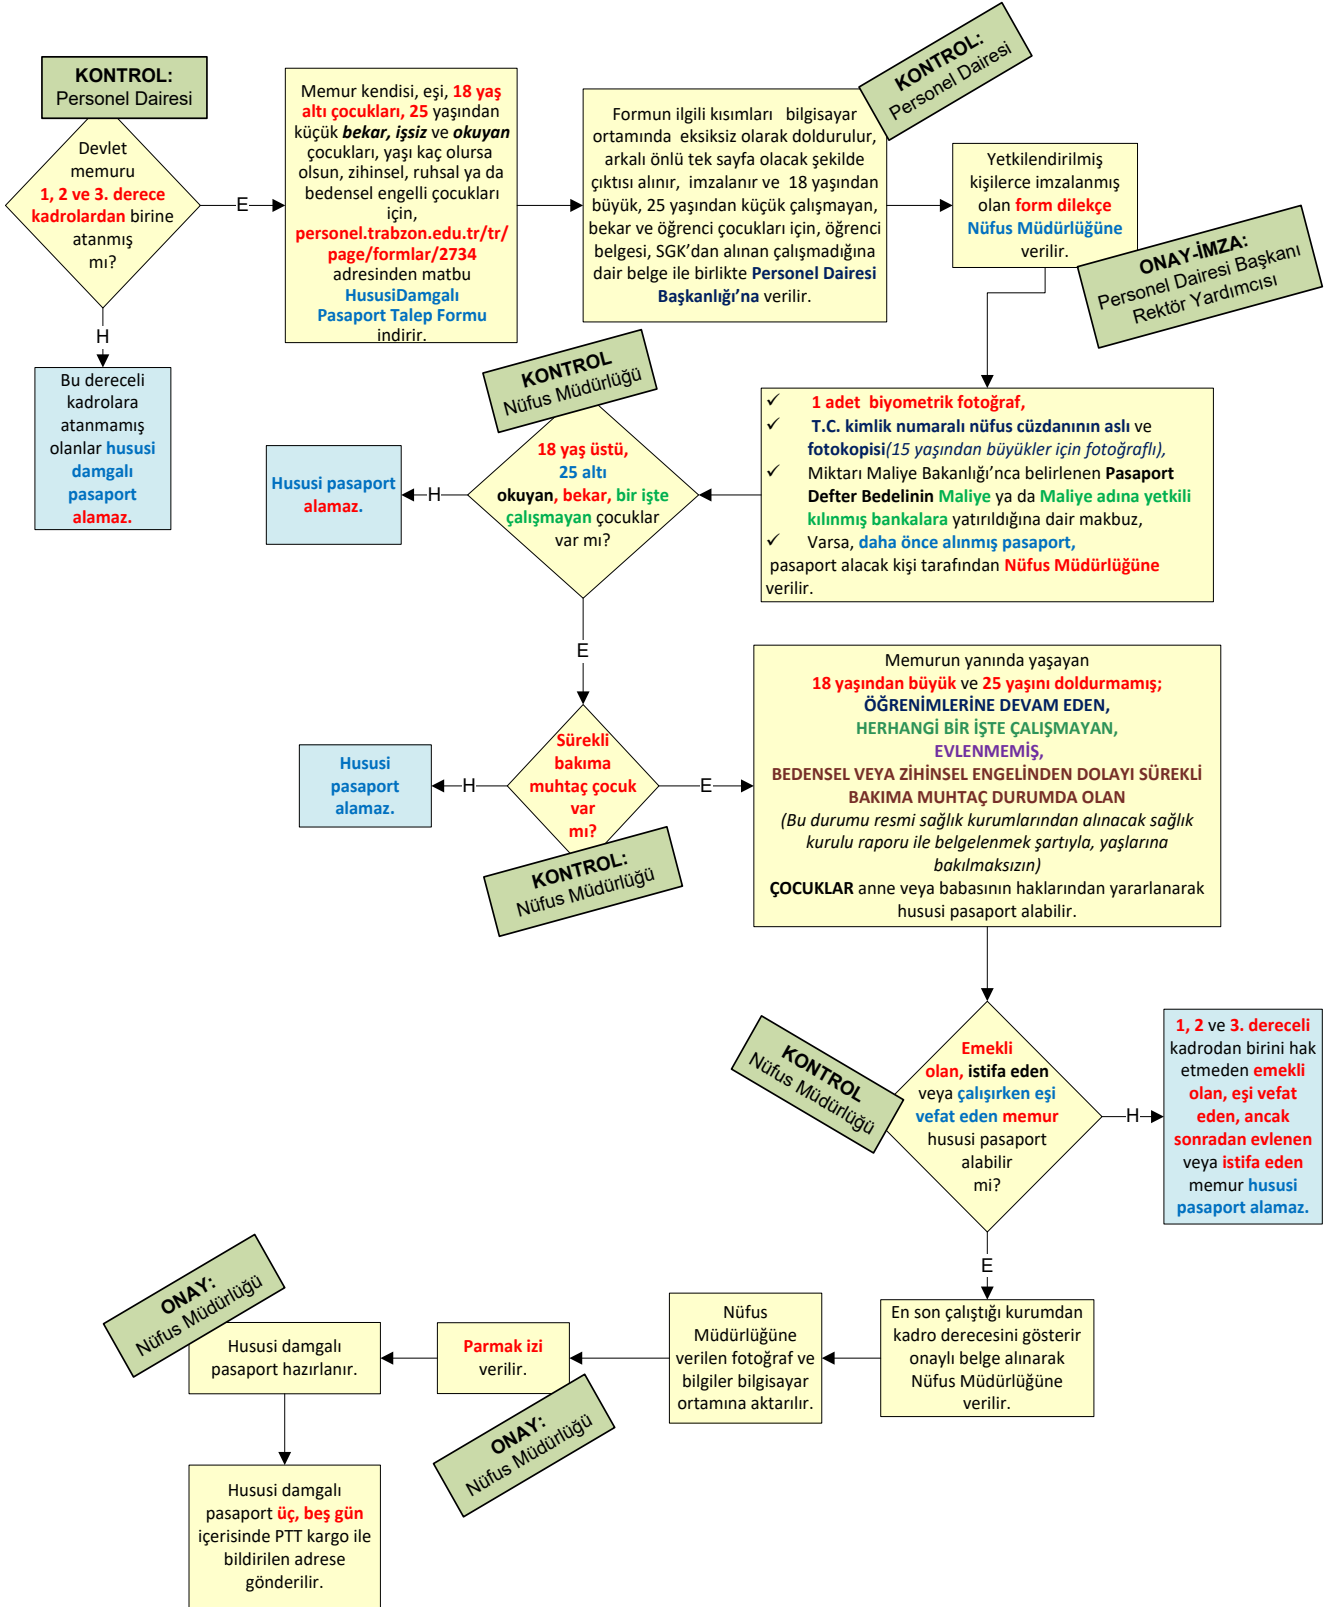 KONTROL:
Personel Dairesi
Devlet
memuru
1, 2 ve 3. derece
kadrolardan birine
atanmış
mı?
E
H
Bu dereceli
kadrolara
atanmamış
olanlar hususi
damgalı
pasaport
alamaz.
Memur kendisi, eşi, 18 yaş
altı çocukları, 25 yaşından
küçük bekar, işsiz ve okuyan
çocukları, yaşı kaç olursa
olsun, zihinsel, ruhsal ya da
bedensel engelli çocukları
için,
personel.trabzon.edu.tr/tr/
page/formlar/2734
adresinden matbu
HususiDamgalı
Pasaport Talep Formu
indirir.
KONTROL:
Personel Dairesi
Formun ilgili kısımları bilgisayar
ortamında eksiksiz olarak doldurulur,
arkalı önlü tek sayfa olacak şekilde
çıktısı alınır, imzalanır ve 18 yaşından
büyük, 25 yaşından küçük çalışmayan,
bekar ve öğrenci çocukları için, öğrenci
belgesi, SGK'dan alınan çalışmadığına
dair belge ile birlikte Personel Dairesi
Başkanlığı'na verilir.
Yetkilendirilmiş
kişilerce imzalanmış
olan form dilekçe
Nüfus Müdürlüğüne
verilir.
ONAY-İMZA:
Personel Dairesi Başkanı
Rektör Yardımcısı
✓ 1 adet biyometrik fotoğraf,
✓ T.C. kimlik numaralı nüfus cüzdanının aslı ve
fotokopisi(15 yaşından büyükler için fotoğraflı),
✓ Miktarı Maliye Bakanlığı'nca belirlenen Pasaport
Defter Bedelinin Maliye ya da Maliye adına yetkili
kılınmış bankalara yatırıldığına dair makbuz,
✓ Varsa, daha önce alınmış pasaport,
pasaport alacak kişi tarafından Nüfus Müdürlüğüne
verilir.
KONTROL
Nüfus Müdürlüğü
18 yaş üstü,
25 altı
okuyan, bekar, bir işte
çalışmayan çocuklar
var mı?
H
Hususi pasaport
alamaz.
E
Sürekli
bakıma
muhtaç çocuk
var
mı?
KONTROL:
Nüfus Müdürlüğü
H
Hususi
pasaport
alamaz.
E
Memurun yanında yaşayan
18 yaşından büyük ve 25 yaşını doldurmamış;
ÖĞRENİMLERİNE DEVAM EDEN,
HERHANGİ BİR İŞTE ÇALIŞMAYAN,
EVLENMEMİŞ,
BEDENSEL VEYA ZİHİNSEL ENGELİNDEN DOLAYI SÜREKLİ
BAKIMA MUHTAÇ DURUMDA OLAN
(Bu durumu resmi sağlık kurumlarından alınacak sağlık
kurulu raporu ile belgelenmek şartıyla, yaşlarına
bakılmaksızın)
ÇOCUKLAR anne veya babasının haklarından yararlanarak
hususi pasaport alabilir.
KONTROL
Nüfus Müdürlüğü
Emekli
olan, istifa eden
veya çalışırken eşi
vefat eden memur
hususi pasaport
alabilir
mi?
H
1, 2 ve 3. dereceli
kadrodan birini hak
etmeden emekli
olan, eşi vefat
eden, ancak
sonradan evlenen
veya istifa eden
memur hususi
pasaport alamaz.
E
En son çalıştığı kurumdan
kadro derecesini gösterir
onaylı belge alınarak
Nüfus Müdürlüğüne
verilir.
Nüfus
Müdürlüğüne
verilen fotoğraf ve
bilgiler bilgisayar
ortamına aktarılır.
Parmak izi
verilir.
ONAY:
Nüfus Müdürlüğü
ONAY:
Nüfus Müdürlüğü
Hususi damgalı
pasaport hazırlanır.
Hususi damgalı
pasaport üç, beş gün
içerisinde PTT kargo ile
bildirilen adrese
gönderilir.